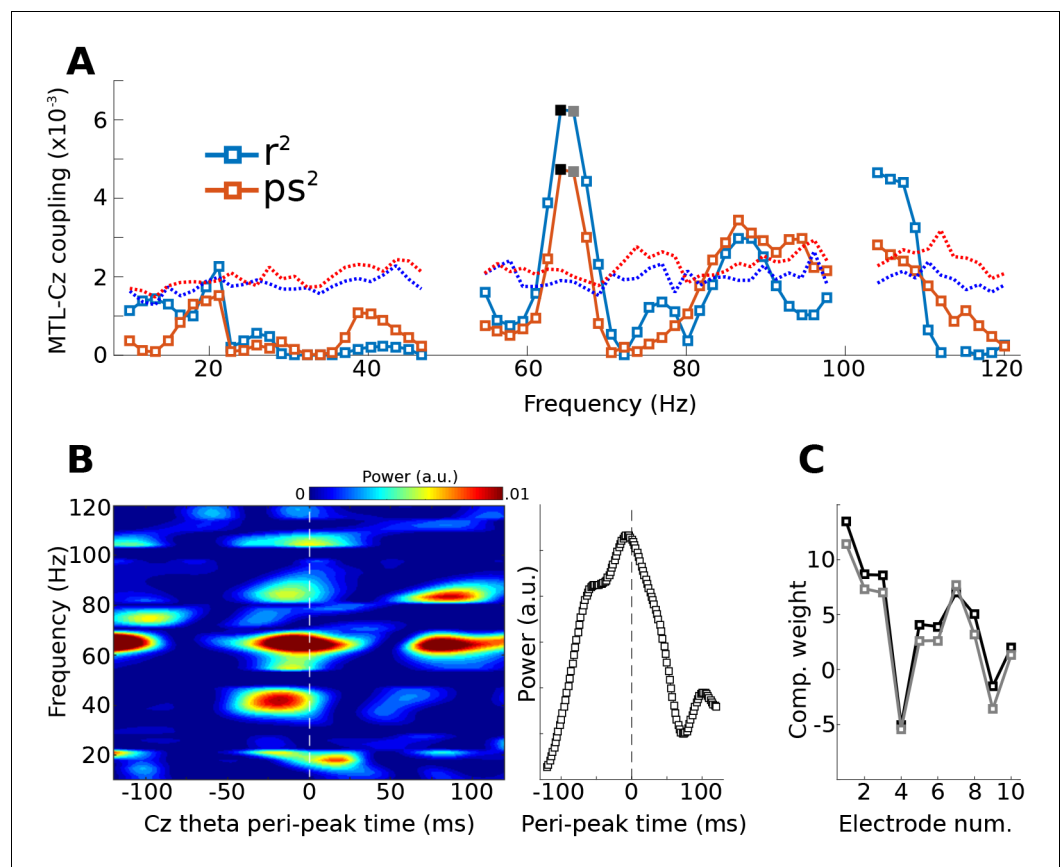 A
MTL-Cz coupling (x10⁻³)
6
4
2
0
r²
ps²
20
40
60
80
100
120
Frequency (Hz)
B
Power (a.u.)
0
.01
120
100
80
60
40
20
Frequency (Hz)
-100
-50
0
50
100
Cz theta peri-peak time (ms)
Power (a.u.)
-100
0
100
Peri-peak time (ms)
C
10
5
0
-5
Comp. weight
2
4
6
8
10
Electrode num.